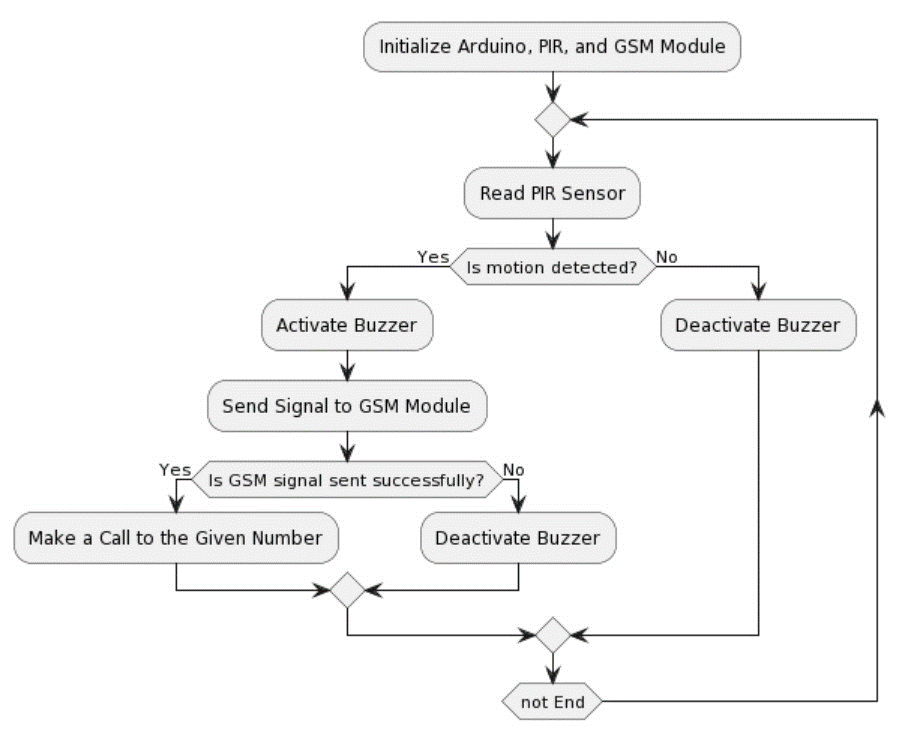 Initialize Arduino, PIR, and GSM Module
Read PIR Sensor
Yes
Is motion detected?
No
Activate Buzzer
Deactivate Buzzer
Send Signal to GSM Module
Yes
Is GSM signal sent successfully?
No
Make a Call to the Given Number
Deactivate Buzzer
not End